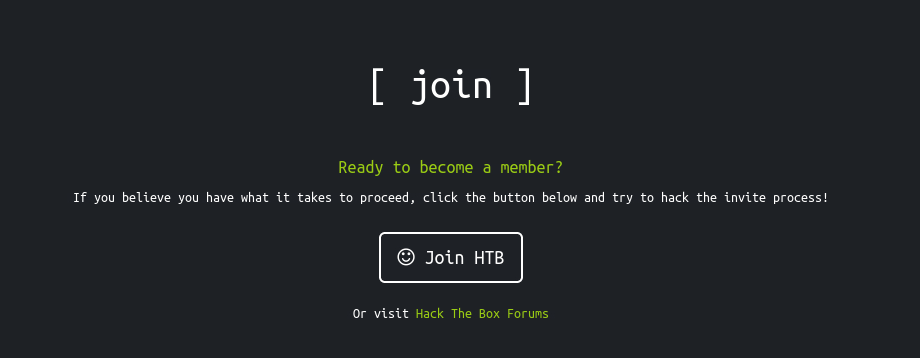 [ join ]
Ready to become a member?
If you believe you have what it takes to proceed, click the button below and try to hack the invite process!
Join HTB
Or visit Hack The Box Forums